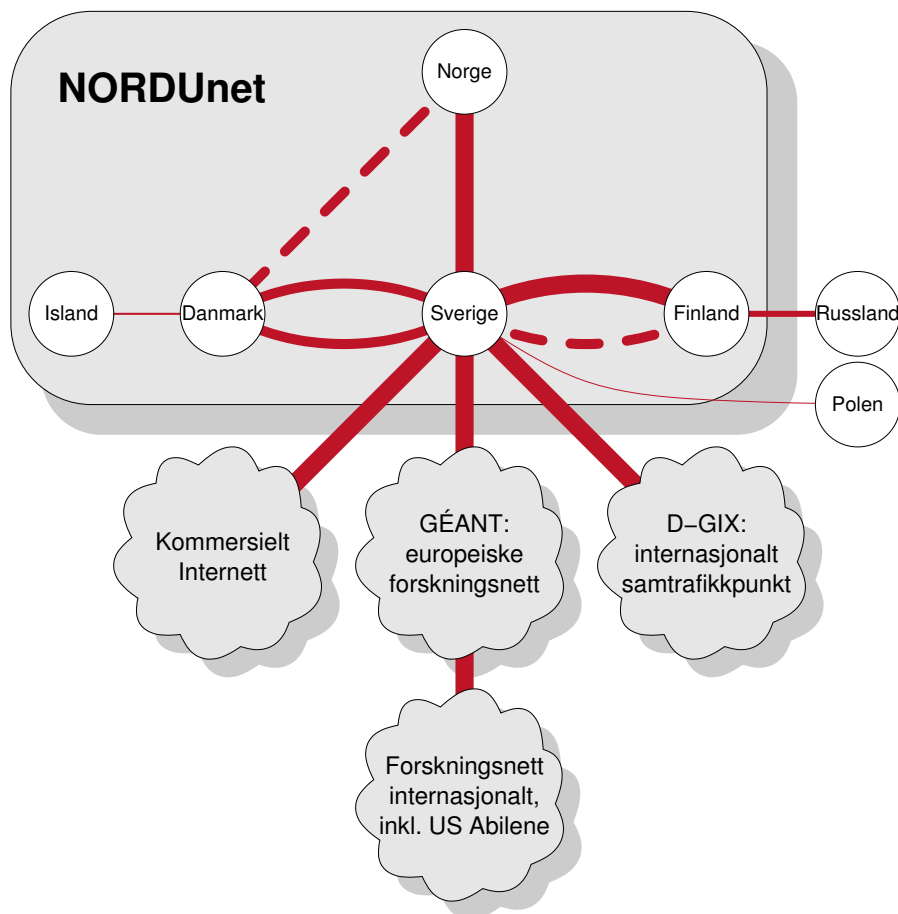 NORDUnet
Norge
Island
Danmark
Sverige
Finland
Russland
Polen
Kommersielt
Internett
GÉANT:
europeiske
forskningsnett
D−GIX:
internasjonalt
samtrafikkpunkt
Forskningsnett
internasjonalt,
inkl. US Abilene